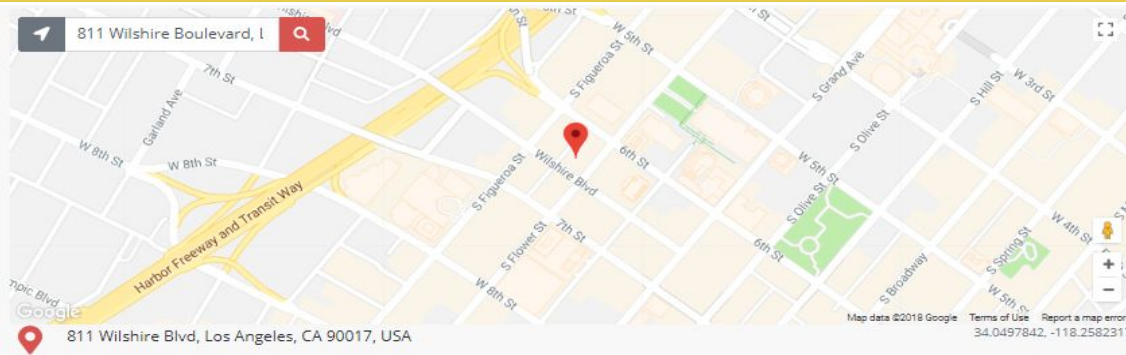 811 Wilshire Boulevard, L
W 5th St
S Figueroa St
7th St
Garland Ave
W 8th St
W 8th St
Harbor Freeway and Transit Way
S Figueroa St
Wilshire Blvd
6th St
S Grand Ave
S Olive St
S Hill St
W 3rd St
W 5th St
S Olive St
S Flower St
7th St
W 8th St
6th St
S Broadway
S Spring St
W 4th St
W 5th St
mpic Blvd
Google
Map data ©2018 Google Terms of Use Report a map error
811 Wilshire Blvd, Los Angeles, CA 90017, USA
34.0497842, -118.2582317